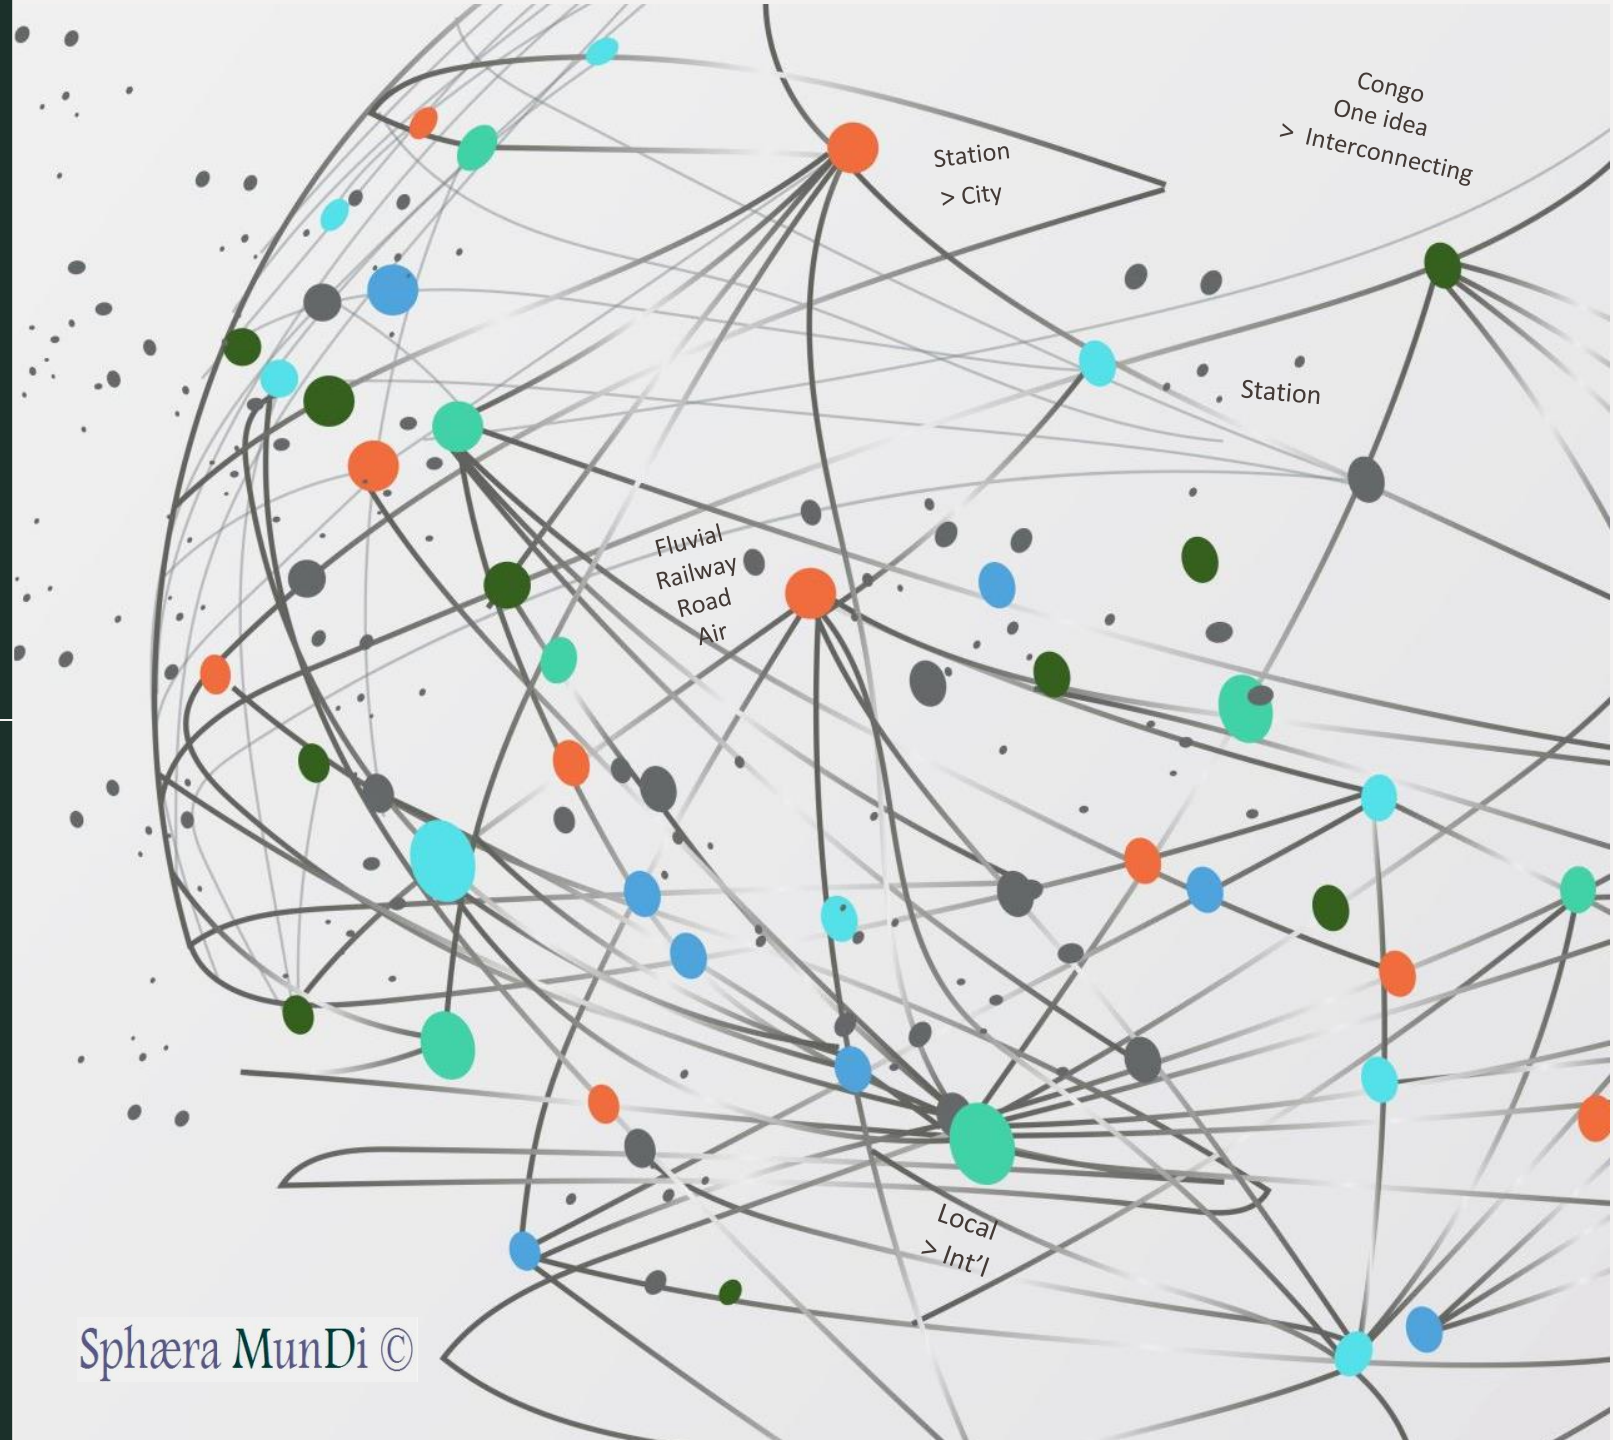 Congo
One idea
> Interconnecting
Station
> City
Station
Fluvial
Railway
Road
Air
Local
> Int'l
Sphæra MunDi ©